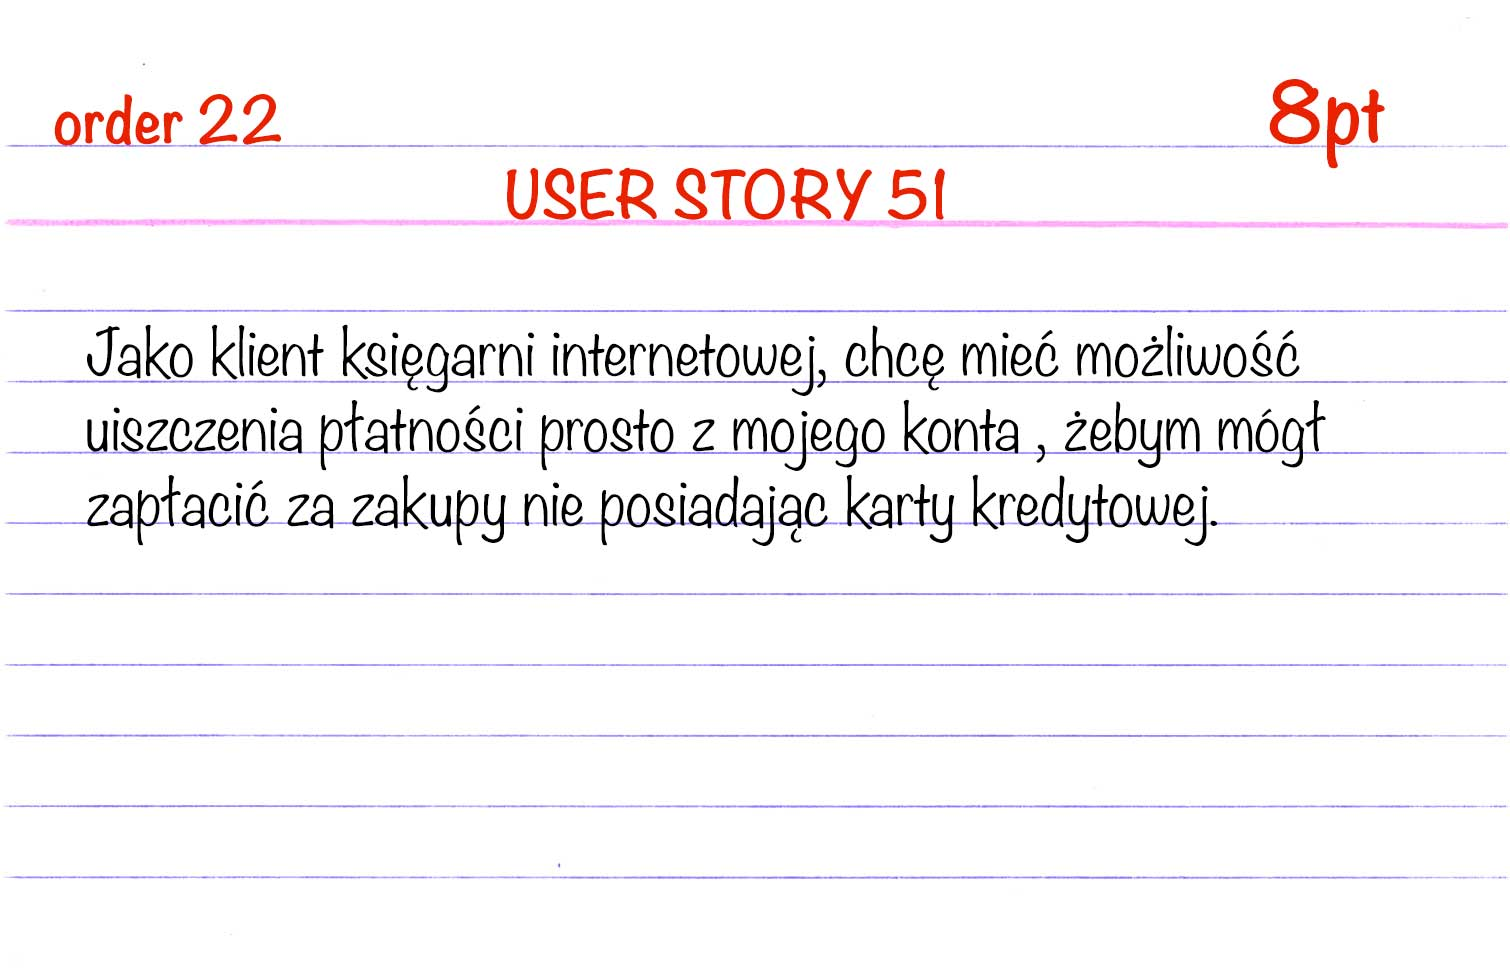 order 22
8pt
USER STORY 51
Jako klient księgarni internetowej, chcę mieć możliwość
uiszczenia płatności prosto z mojego konta , żebym mógł
zapłacić za zakupy nie posiadając karty kredytowej.